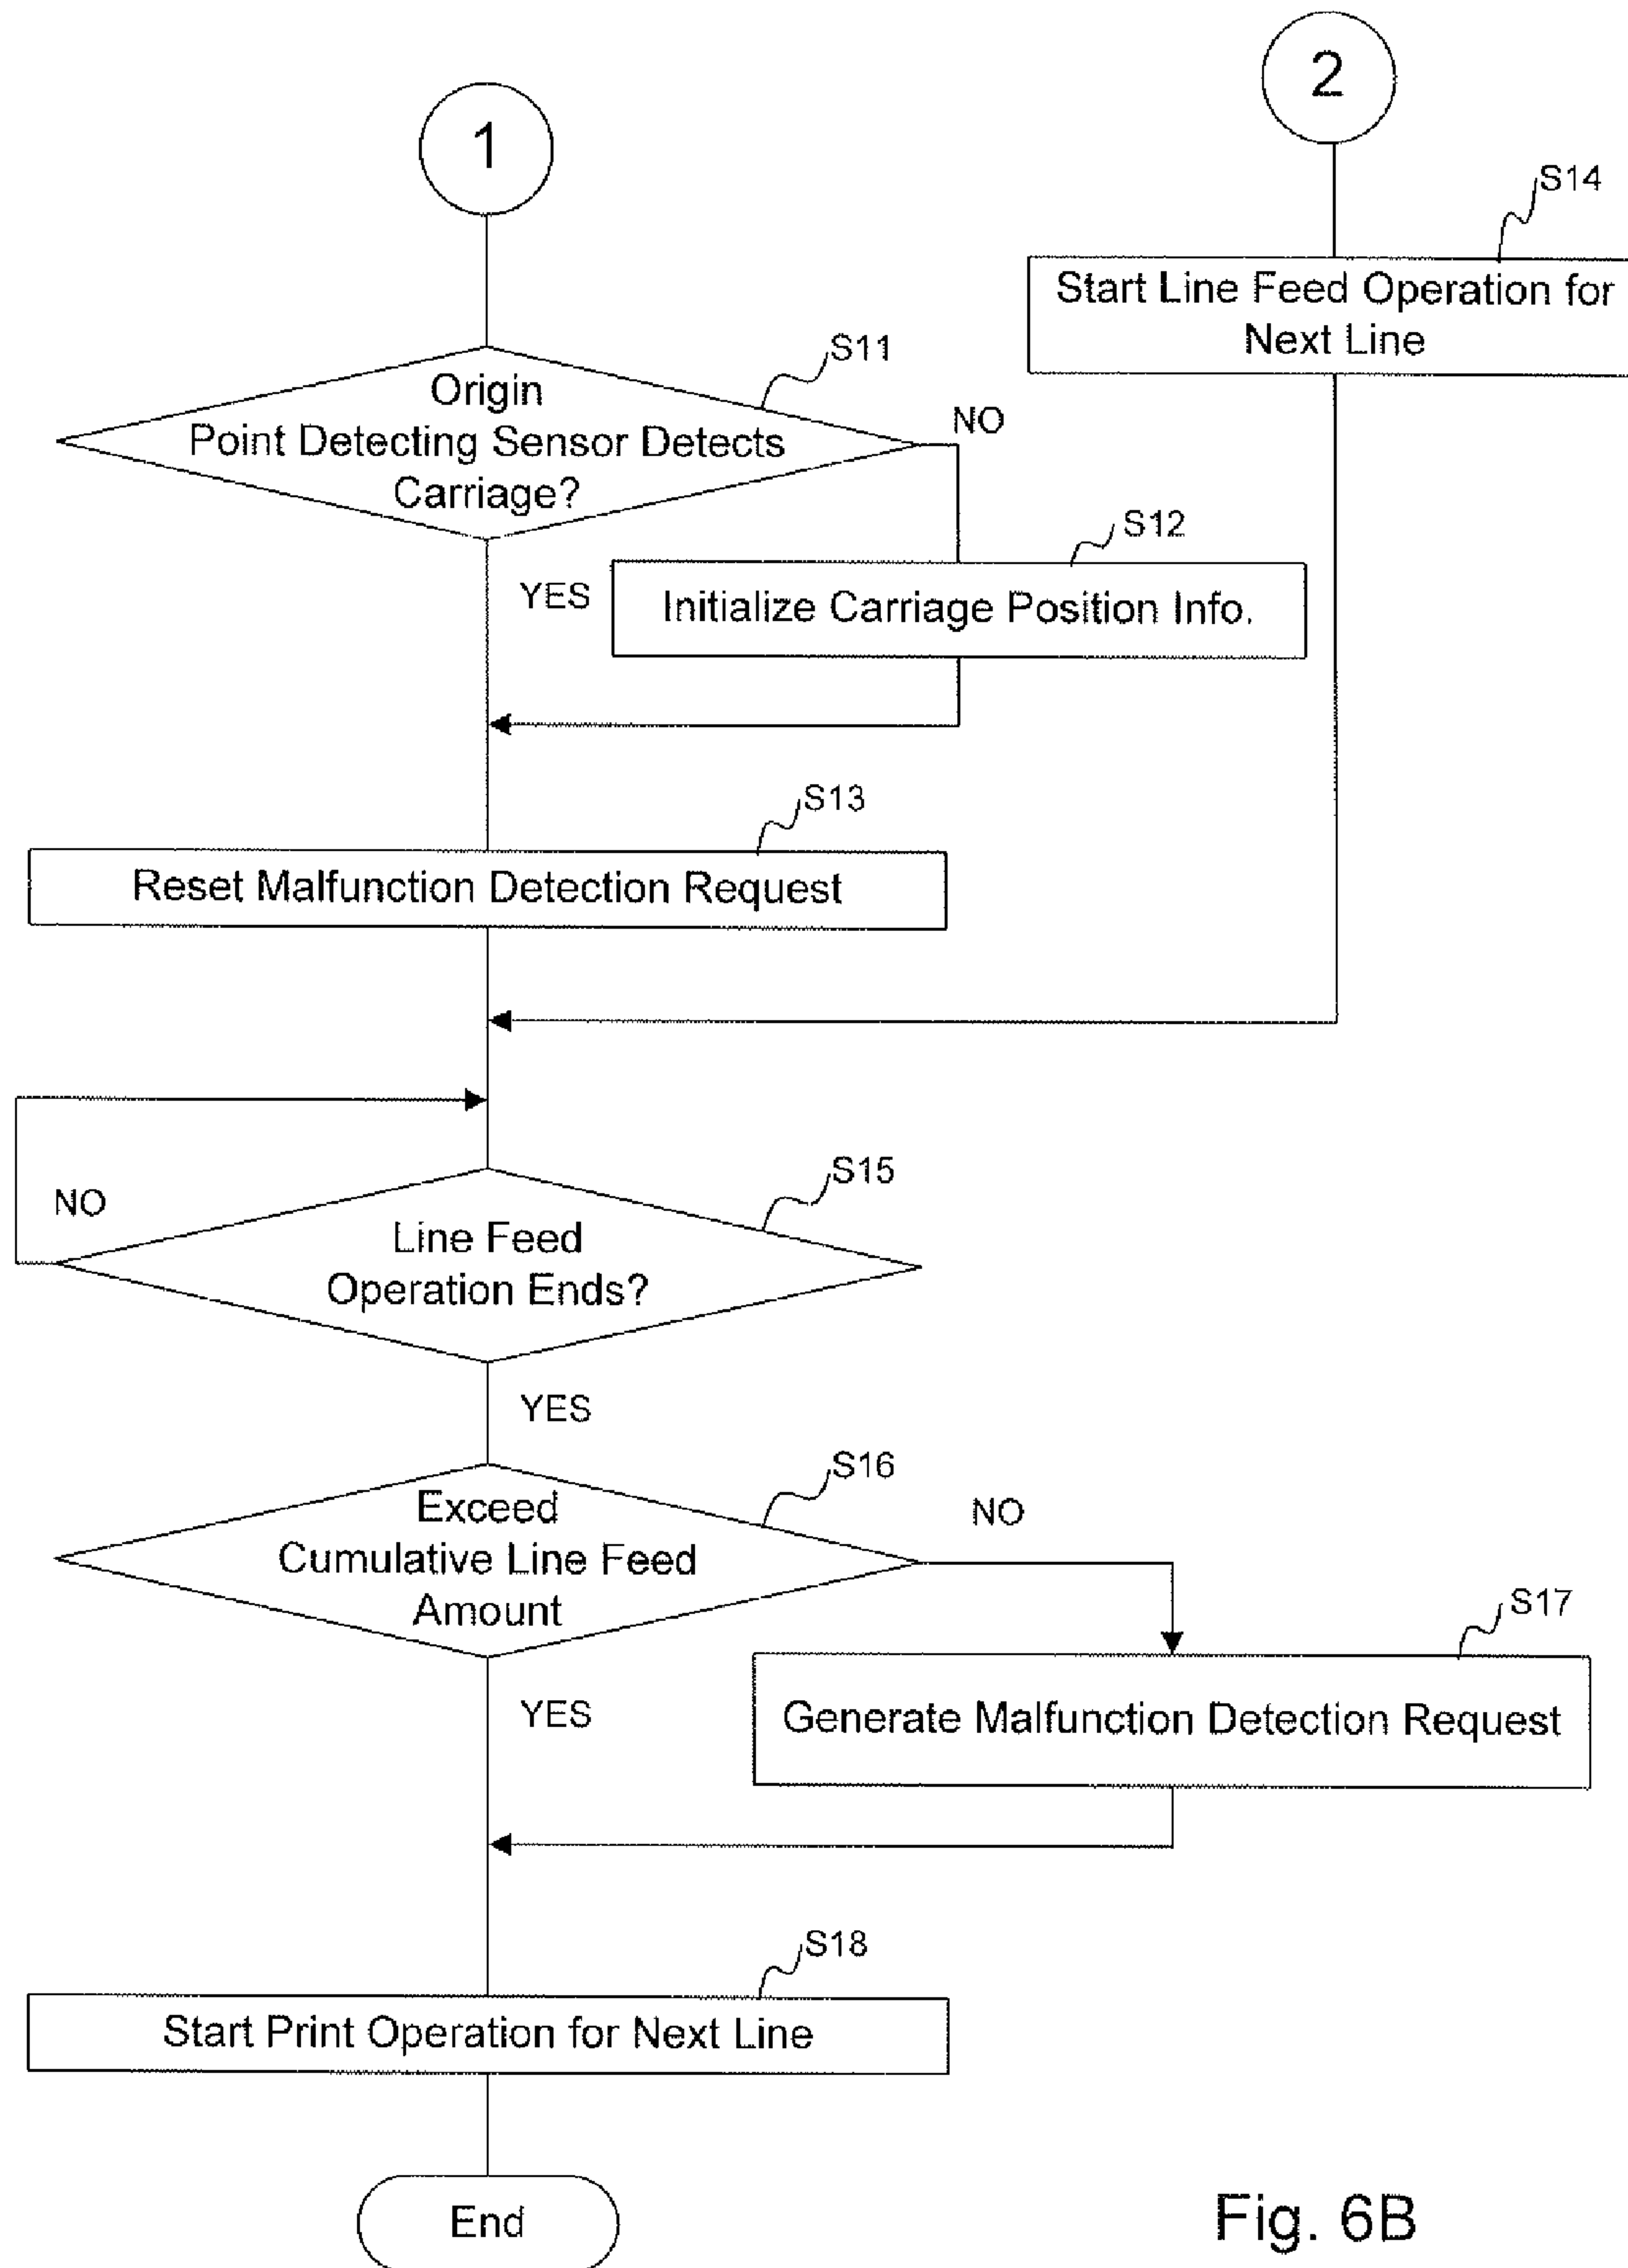 1
2
S14
Start Line Feed Operation for
Next Line
S11
Origin
Point Detecting Sensor Detects
Carriage?
NO
S12
YES
Initialize Carriage Position Info.
S13
Reset Malfunction Detection Request
S15
NO
Line Feed
Operation Ends?
YES
S16
Exceed
Cumulative Line Feed
Amount
NO
S17
YES
Generate Malfunction Detection Request
S18
Start Print Operation for Next Line
End
Fig. 6B